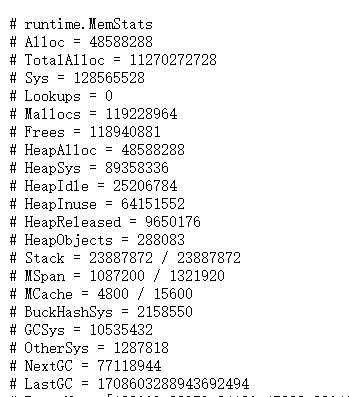 # runtime.MemStats
# Alloc = 48588288
# TotalAlloc = 11270272728
# Sys = 128565528
# Lookups = 0
# Mallocs = 119228964
# Frees = 118940881
# HeapAlloc = 48588288
# HeapSys = 89358336
# HeapIdle = 25206784
# HeapInuse = 64151552
# HeapReleased = 9650176
# HeapObjects = 288083
# Stack = 23887872 / 23887872
# MSpan = 1087200 / 1321920
# MCache = 4800 / 15600
# BuckHashSys = 2158550
# GCSys = 10535432
# OtherSys = 1287818
# NextGC = 77118944
# LastGC = 1708603288943692494